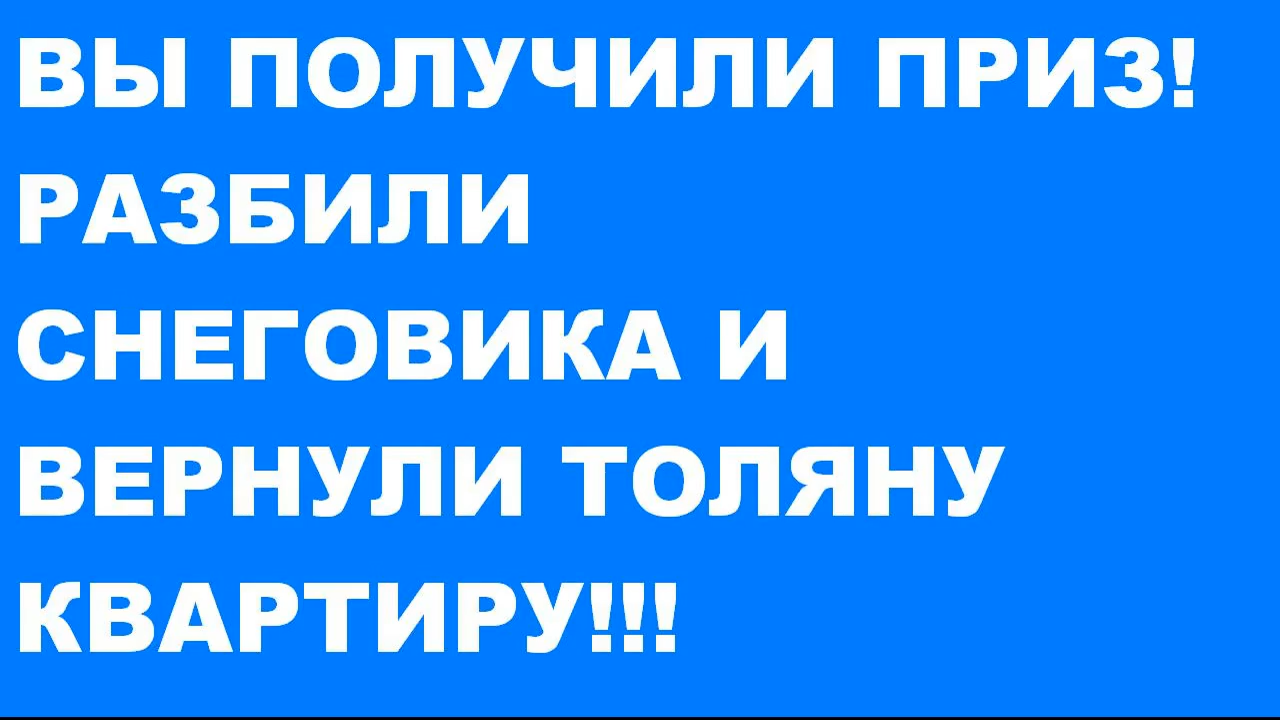 ВЫ ПОЛУЧИЛИ ПРИЗ!
РАЗБИЛИ
СНЕГОВИКА И
ВЕРНУЛИ ТОЛЯНУ
КВАРТИРУ!!!